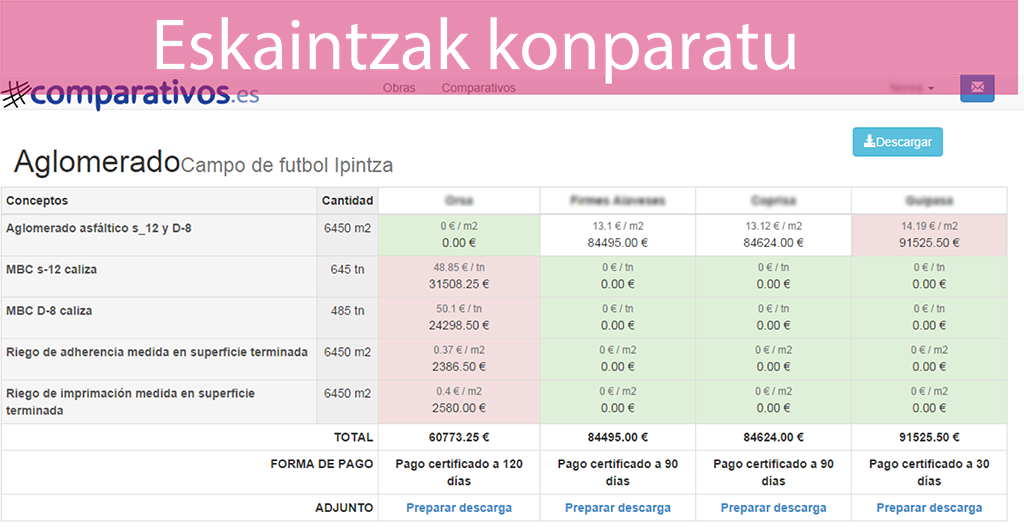 Eskaintzak konparatu
#comparativos.es
Obras Comparativos
Descargar
Aglomerado Campo de futbol Ipintza
Conceptos Cantidad
Aglomerado asfáltico s_12 y D-8 6450 m2 0 € / m2 13.1 € / m2 13.12 € / m2 14.19 € / m2
0.00 € 84495.00 € 84624.00 € 91525.50 €
MBC s-12 caliza 645 tn 48.85 € / tn 0 € / tn 0 € / tn 0 € / tn
31508.25 € 0.00 € 0.00 € 0.00 €
MBC D-8 caliza 485 tn 50.1 € / tn 0 € / tn 0 € / tn 0 € / tn
24298.50 € 0.00 € 0.00 € 0.00 €
Riego de adherencia medida en superficie terminada 6450 m2 0.37 € / m2 0 € / m2 0 € / m2 0 € / m2
2386.50 € 0.00 € 0.00 € 0.00 €
Riego de imprimación medida en superficie 6450 m2 0.4 € / m2 0 € / m2 0 € / m2 0 € / m2
terminada 2580.00 € 0.00 € 0.00 € 0.00 €
TOTAL 60773.25 € 84495.00 € 84624.00 € 91525.50 €
FORMA DE PAGO Pago certificado a 120 Pago certificado a 90 Pago certificado a 90 Pago certificado a 30
días días días días
ADJUNTO Preparar descarga Preparar descarga Preparar descarga Preparar descarga